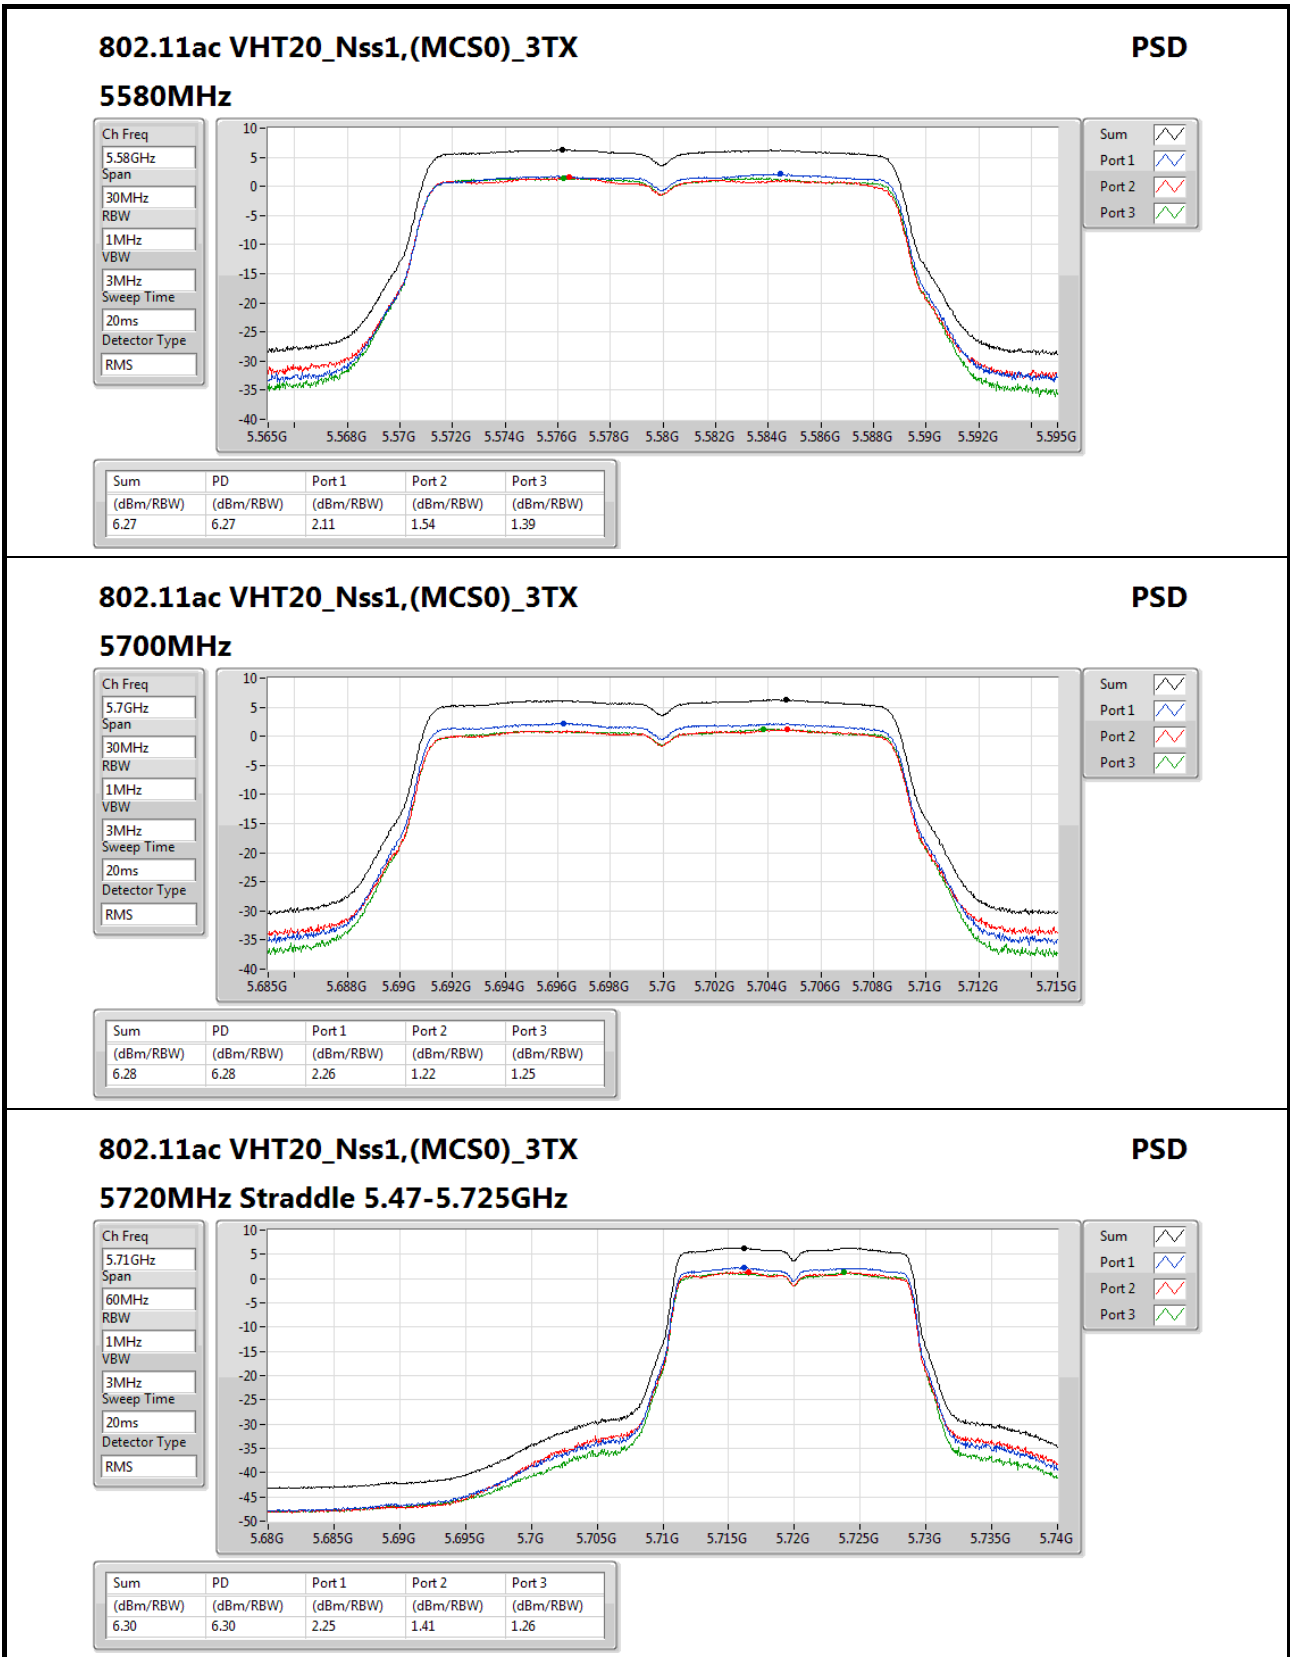 802.11ac VHT20_Nss1,(MCS0)_3TX PSD
5580MHz
Ch Freq
5.58GHz
Span
30MHz
RBW
1MHz
VBW
3MHz
Sweep Time
20ms
Detector Type
RMS
10
5
0
-5
-10
-15
-20
-25
-30
-35
-40
5.565G 5.568G 5.57G 5.572G 5.574G 5.576G 5.578G 5.58G 5.582G 5.584G 5.586G 5.588G 5.59G 5.592G 5.595G
Sum
Port 1
Port 2
Port 3
Sum PD Port 1 Port 2 Port 3
(dBm/RBW) (dBm/RBW) (dBm/RBW) (dBm/RBW) (dBm/RBW)
6.27 6.27 2.11 1.54 1.39
802.11ac VHT20_Nss1,(MCS0)_3TX PSD
5700MHz
Ch Freq
5.7GHz
Span
30MHz
RBW
1MHz
VBW
3MHz
Sweep Time
20ms
Detector Type
RMS
10
5
0
-5
-10
-15
-20
-25
-30
-35
-40
5.685G 5.688G 5.69G 5.692G 5.694G 5.696G 5.698G 5.7G 5.702G 5.704G 5.706G 5.708G 5.71G 5.712G 5.715G
Sum
Port 1
Port 2
Port 3
Sum PD Port 1 Port 2 Port 3
(dBm/RBW) (dBm/RBW) (dBm/RBW) (dBm/RBW) (dBm/RBW)
6.28 6.28 2.26 1.22 1.25
802.11ac VHT20_Nss1,(MCS0)_3TX PSD
5720MHz Straddle 5.47-5.725GHz
Ch Freq
5.71GHz
Span
60MHz
RBW
1MHz
VBW
3MHz
Sweep Time
20ms
Detector Type
RMS
10
5
0
-5
-10
-15
-20
-25
-30
-35
-40
-45
-50
5.68G 5.685G 5.69G 5.695G 5.7G 5.705G 5.71G 5.715G 5.72G 5.725G 5.73G 5.735G 5.74G
Sum
Port 1
Port 2
Port 3
Sum PD Port 1 Port 2 Port 3
(dBm/RBW) (dBm/RBW) (dBm/RBW) (dBm/RBW) (dBm/RBW)
6.30 6.30 2.25 1.41 1.26